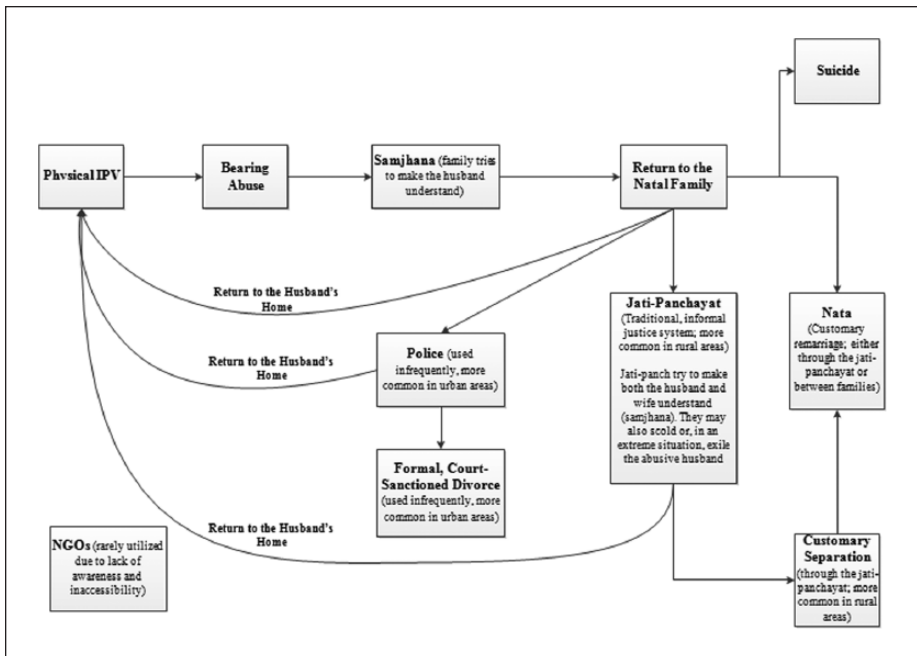 Suicide
Physical IPV
Bearing
Abuse
Samjhana (family tries
to make the husband
understand)
Return to the
Natal Family
Return to the Husband's
Home
Jati-Panchayat
(Traditional, informal
justice system; more
common in rural areas)
Jati-panch try to make
both the husband and
wife understand
(samjhana). They may
also scold or, in an
extreme situation, exile
the abusive husband
Nata
(Customary
remarriage; either
through the jati-
panchayat or
between families)
Return to the Husband's
Home
Police (used
infrequently, more
common in urban areas)
Formal, Court-
Sanctioned Divorce
(used infrequently, more
common in urban areas)
Return to the Husband's
Home
NGOs (rarely utilized
due to lack of
awareness and
inaccessibility)
Customary
Separation
(through the jati-
panchayat; more
common in rural
areas)